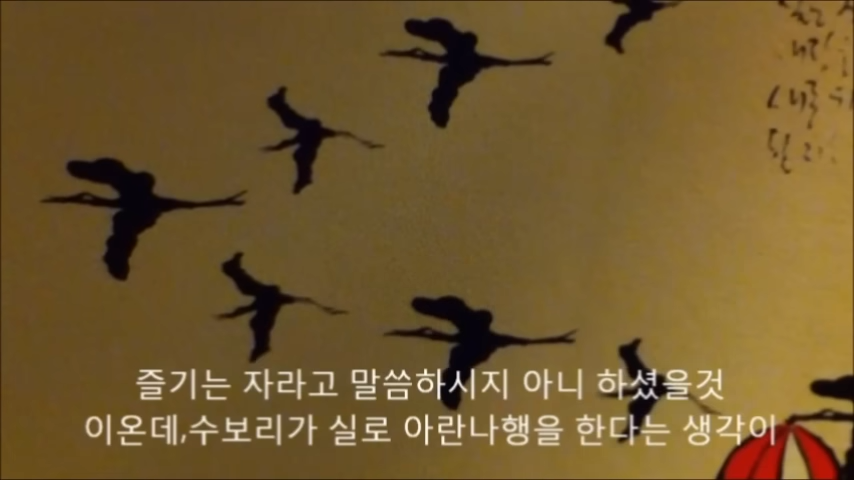 즐기는 자라고 말씀하시지 아니 하셨을것
이온데,수보리가 실로 아란나행을 한다는 생각이